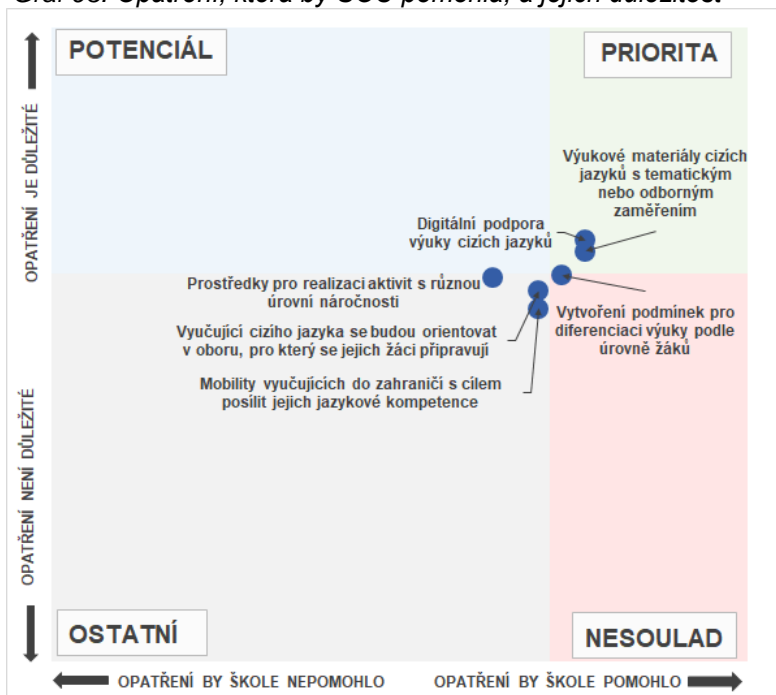 POTENCIÁL
PRIORITA
OPATŘENÍ JE DŮLEŽITÉ
Výukové materiály cizích
jazyků s tematickým
nebo odborným
zaměřením
Digitální podpora
výuky cizích jazyků
Prostředky pro realizaci aktivit s různou
úrovní náročnosti
Vyučující cizího jazyka se budou orientovat
v oboru, pro který se jejich žáci připravují
Vytvoření podmínek pro
diferenciaci výuky podle
úrovně žáků
Mobility vyučujících do zahraničí s cílem
posílit jejich jazykové kompetence
OPATŘENÍ NENÍ DŮLEŽITÉ
OSTATNÍ
NESOULAD
OPATŘENÍ BY ŠKOLE NEPOMOHLO
OPATŘENÍ BY ŠKOLE POMOHLO